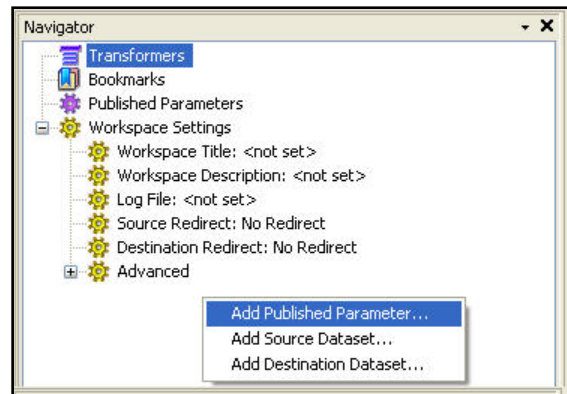 Navigator
Transformers
Bookmarks
Published Parameters
Workspace Settings
Workspace Title: <not set>
Workspace Description: <not set>
Log File: <not set>
Source Redirect: No Redirect
Destination Redirect: No Redirect
Advanced
Add Published Parameter...
Add Source Dataset...
Add Destination Dataset...